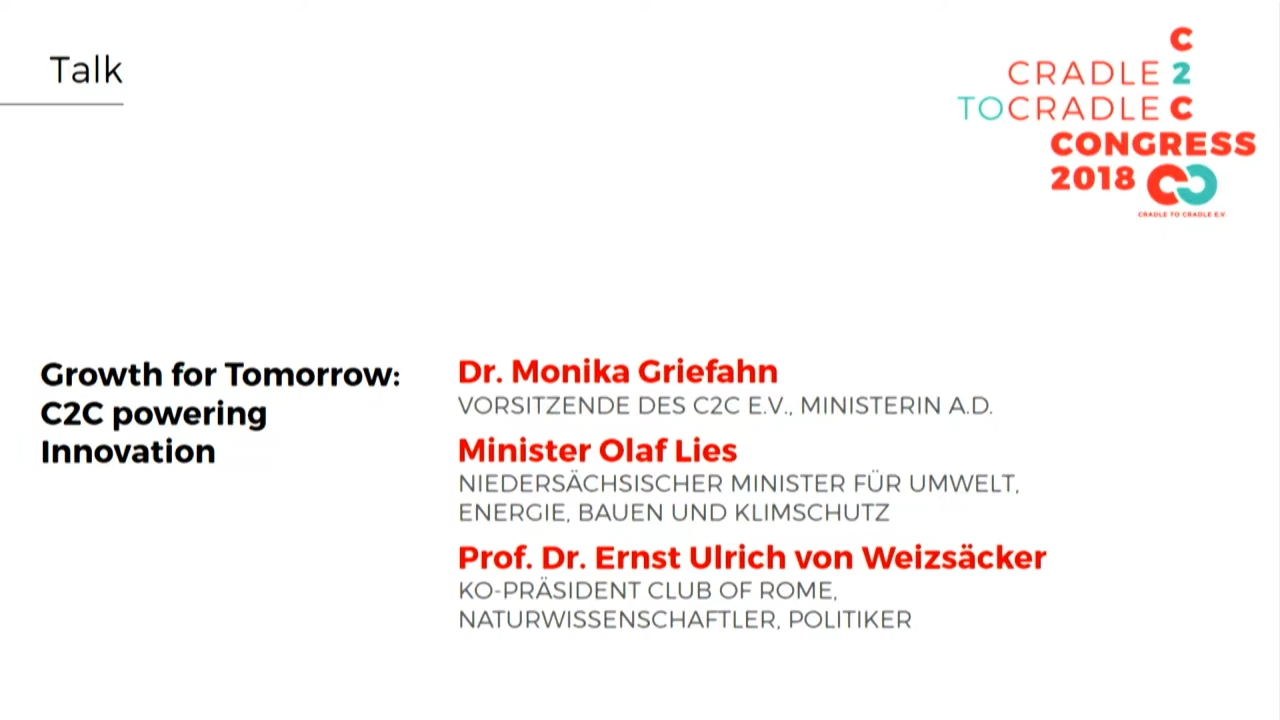 Talk
C
CRADLE 2
TOCRADLE C
CONGRESS
2018
CRADLE TO CRADLE E.V.
Growth for Tomorrow:
C2C powering
Innovation
Dr. Monika Griefahn
VORSITZENDE DES C2C E.V., MINISTERIN A.D.
Minister Olaf Lies
NIEDERSÄCHSISCHER MINISTER FÜR UMWELT,
ENERGIE, BAUEN UND KLIMSCHUTZ
Prof. Dr. Ernst Ulrich von Weizsäcker
KO-PRÄSIDENT CLUB OF ROME,
NATURWISSENSCHAFTLER, POLITIKER